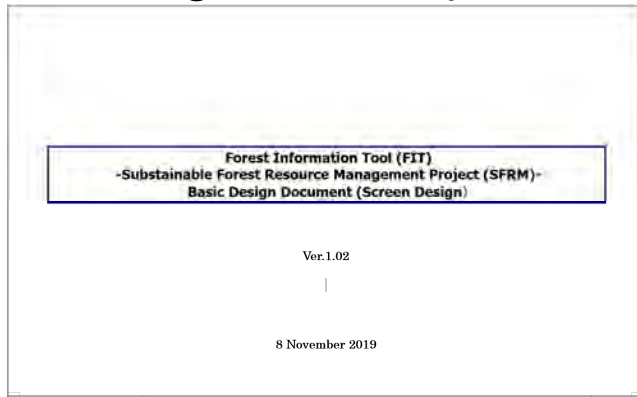 Forest Information Tool (FIT)
-Substainable Forest Resource Management Project (SFRM)-
Basic Design Document (Screen Design)
Ver.1.02
8 November 2019